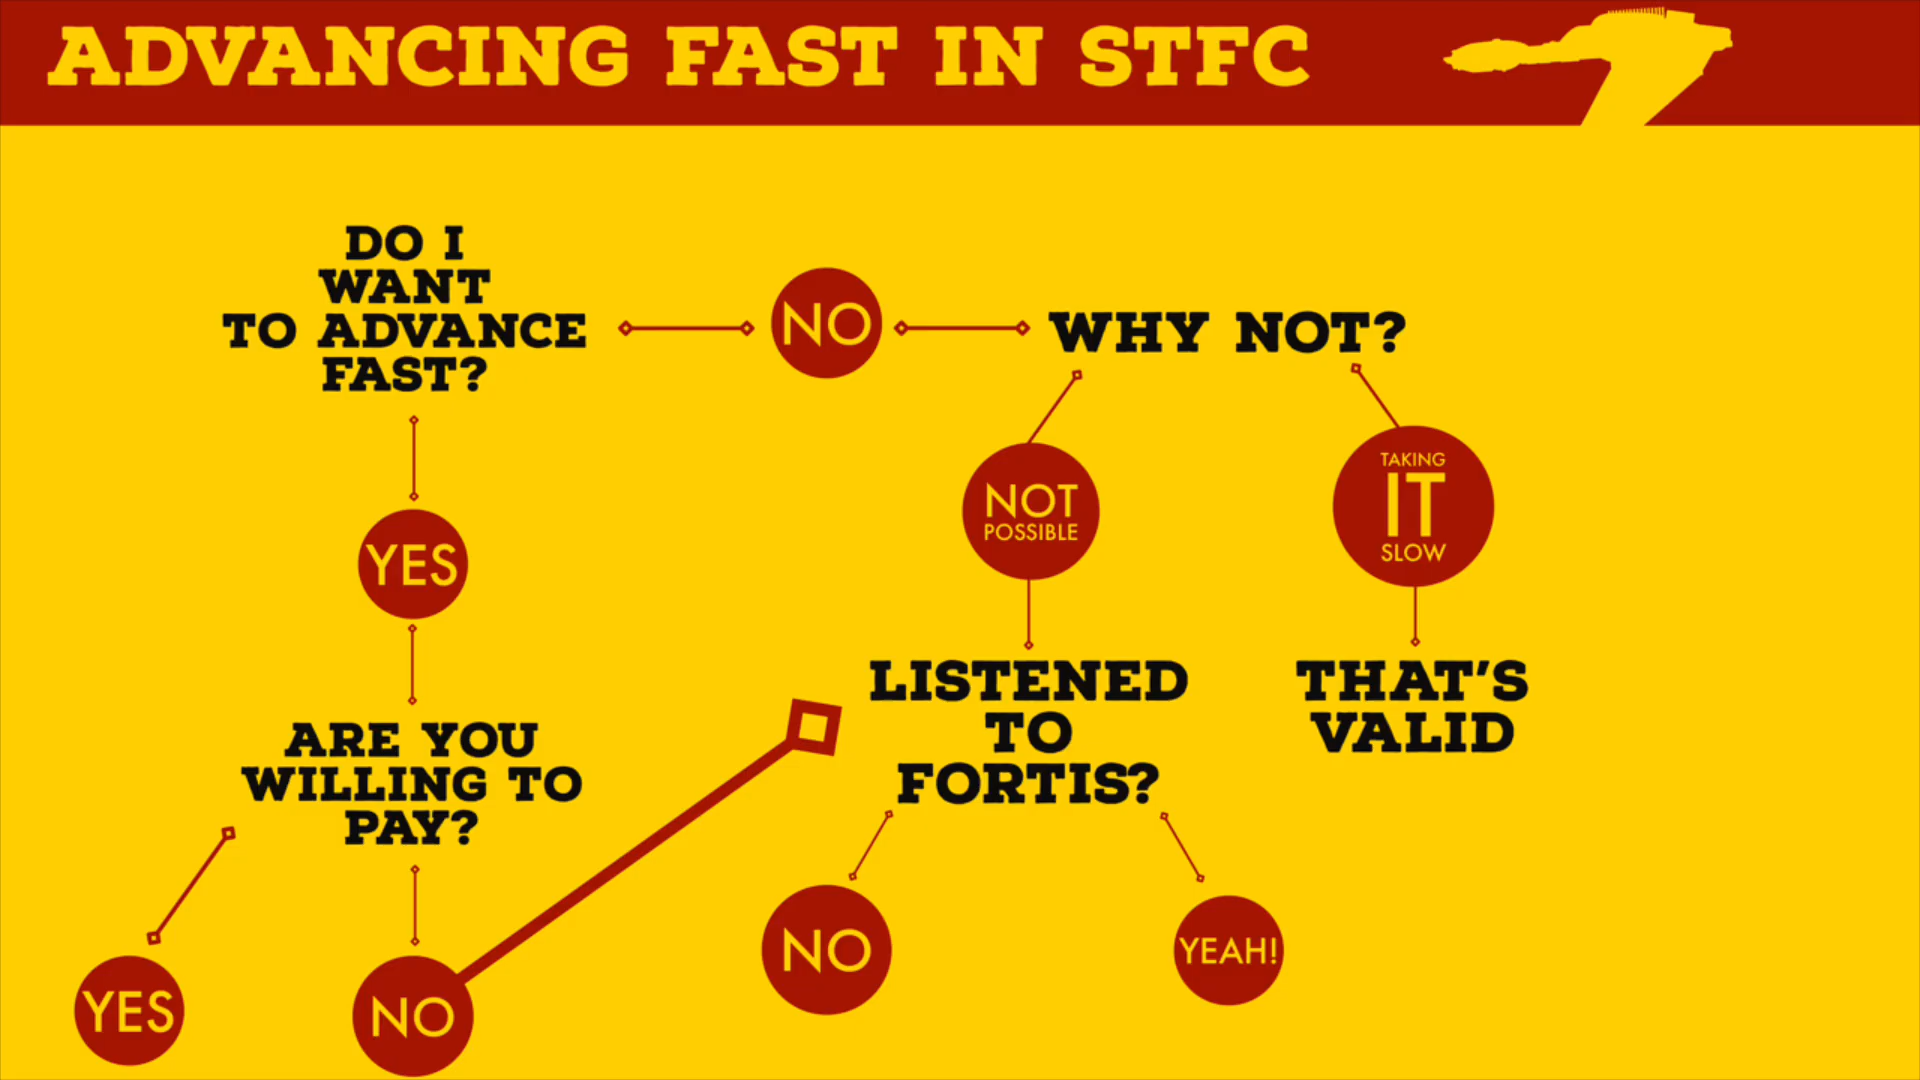 ADVANCING FAST IN STFC
DO I
WANT
TO ADVANCE
FAST?
NO
WHY NOT?
YES
NOT
POSSIBLE
TAKING
IT
SLOW
ARE YOU
WILLING TO
PAY?
LISTENED
TO
FORTIS?
THAT'S
VALID
YES
NO
NO
YEAH!